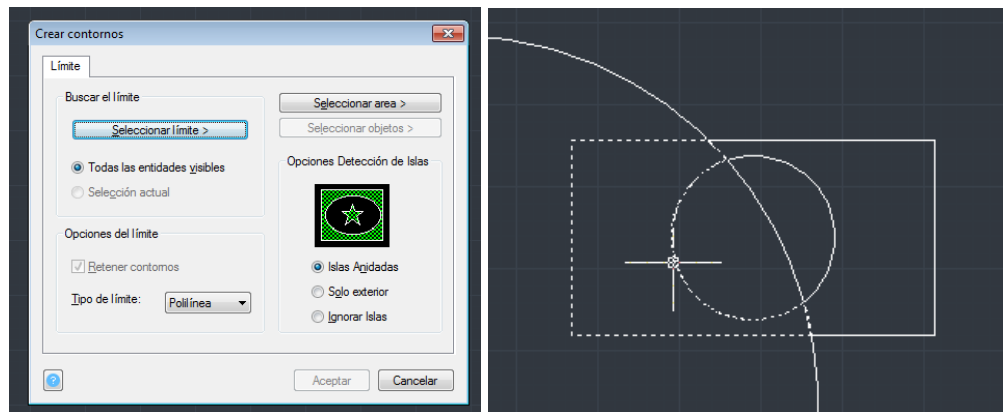 Crear contornos
Límite
Buscar el límite
Seleccionar límite >
Todas las entidades visibles
Selección actual
Opciones del límite
Retener contornos
Tipo de límite:
Polilínea
Seleccionar area >
Seleccionar objetos >
Opciones Detección de Islas
Islas Anidadas
Solo exterior
Ignorar Islas
?
Aceptar
Cancelar